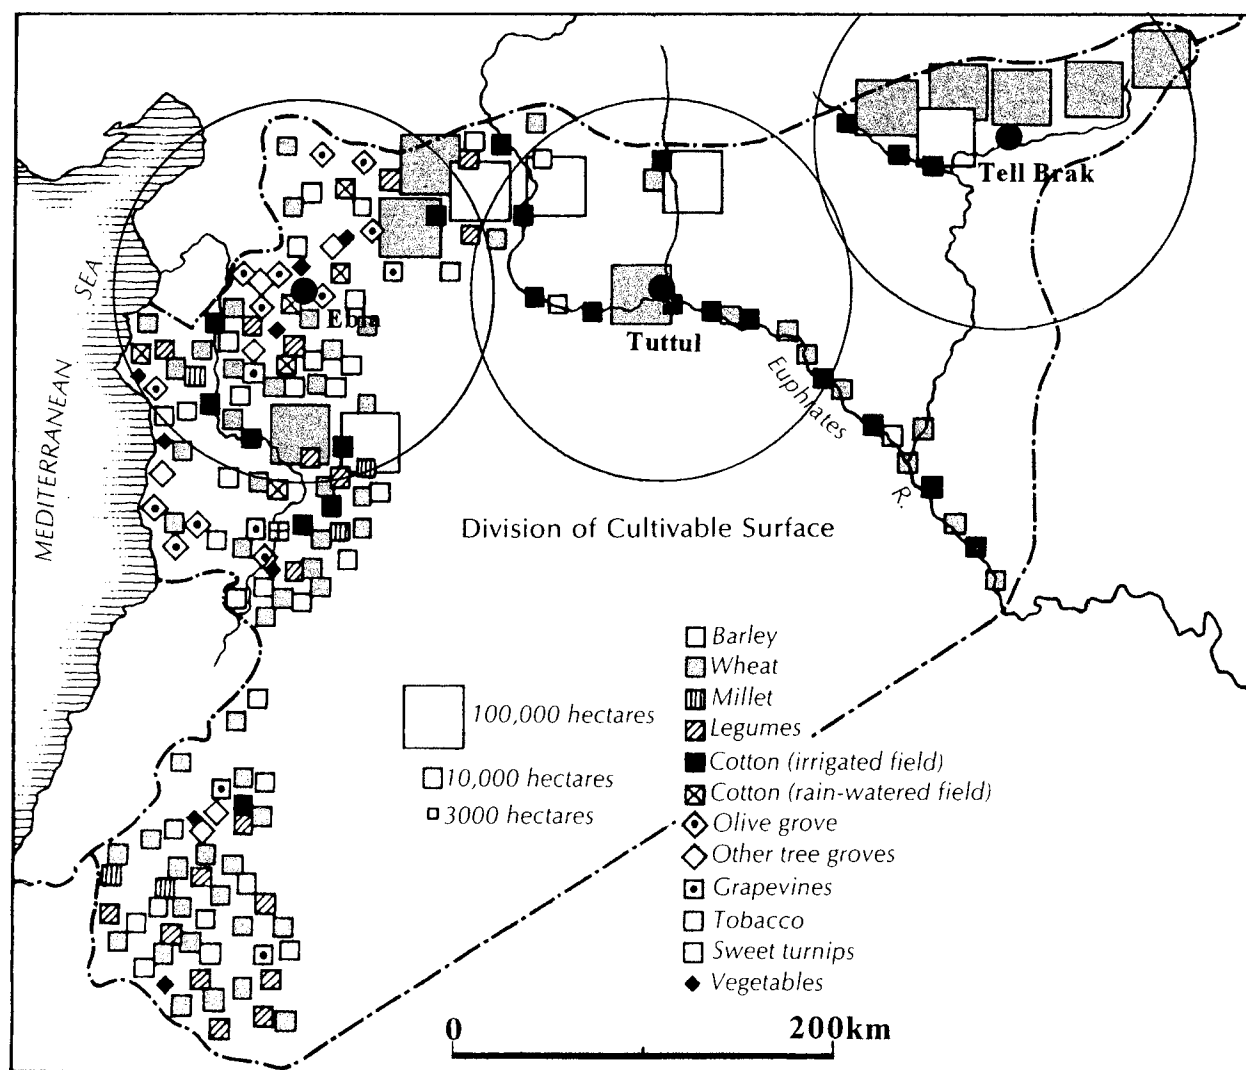 Tell Brak
MEDITERRANEAN SEA
Ebla
Tuttul
Euphrates R.
Division of Cultivable Surface
100,000 hectares
10,000 hectares
3000 hectares
Barley
Wheat
Millet
Legumes
Cotton (irrigated field)
Cotton (rain-watered field)
Olive grove
Other tree groves
Grapevines
Tobacco
Sweet turnips
Vegetables
0 200km